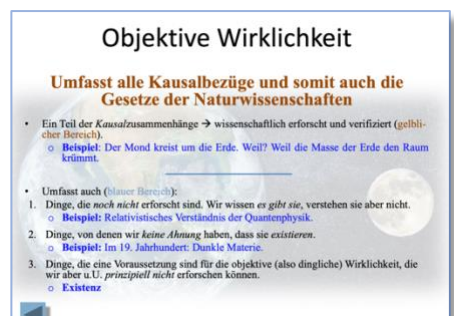 Objektive Wirklichkeit
Umfasst alle Kausalbezüge und somit auch die
Gesetze der Naturwissenschaften
• Ein Teil der Kausalzusammenhänge → wissenschaftlich erforscht und verifiziert (gelbli-
cher Bereich).
o Beispiel: Der Mond kreist um die Erde. Weil? Weil die Masse der Erde den Raum
krümmt.
• Umfasst auch (blauer Bereich):
1. Dinge, die noch nicht erforscht sind. Wir wissen es gibt sie, verstehen sie aber nicht.
o Beispiel: Relativistisches Verständnis der Quantenphysik.
2. Dinge, von denen wir keine Ahnung haben, dass sie existieren.
o Beispiel: Im 19. Jahrhundert: Dunkle Materie.
3. Dinge, die eine Voraussetzung sind für die objektive (also dingliche) Wirklichkeit, die
wir aber u.U. prinzipiell nicht erforschen können.
o Existenz